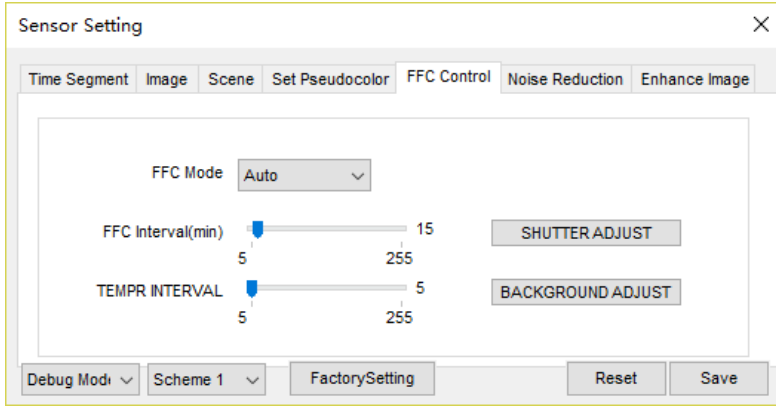 Sensor Setting
Time Segment Image Scene Set Pseudocolor FFC Control Noise Reduction Enhance Image
FFC Mode Auto
FFC Interval(min) 15 SHUTTER ADJUST
5 255
TEMPR INTERVAL 5 BACKGROUND ADJUST
5 255
Debug Mod Scheme 1 FactorySetting Reset Save